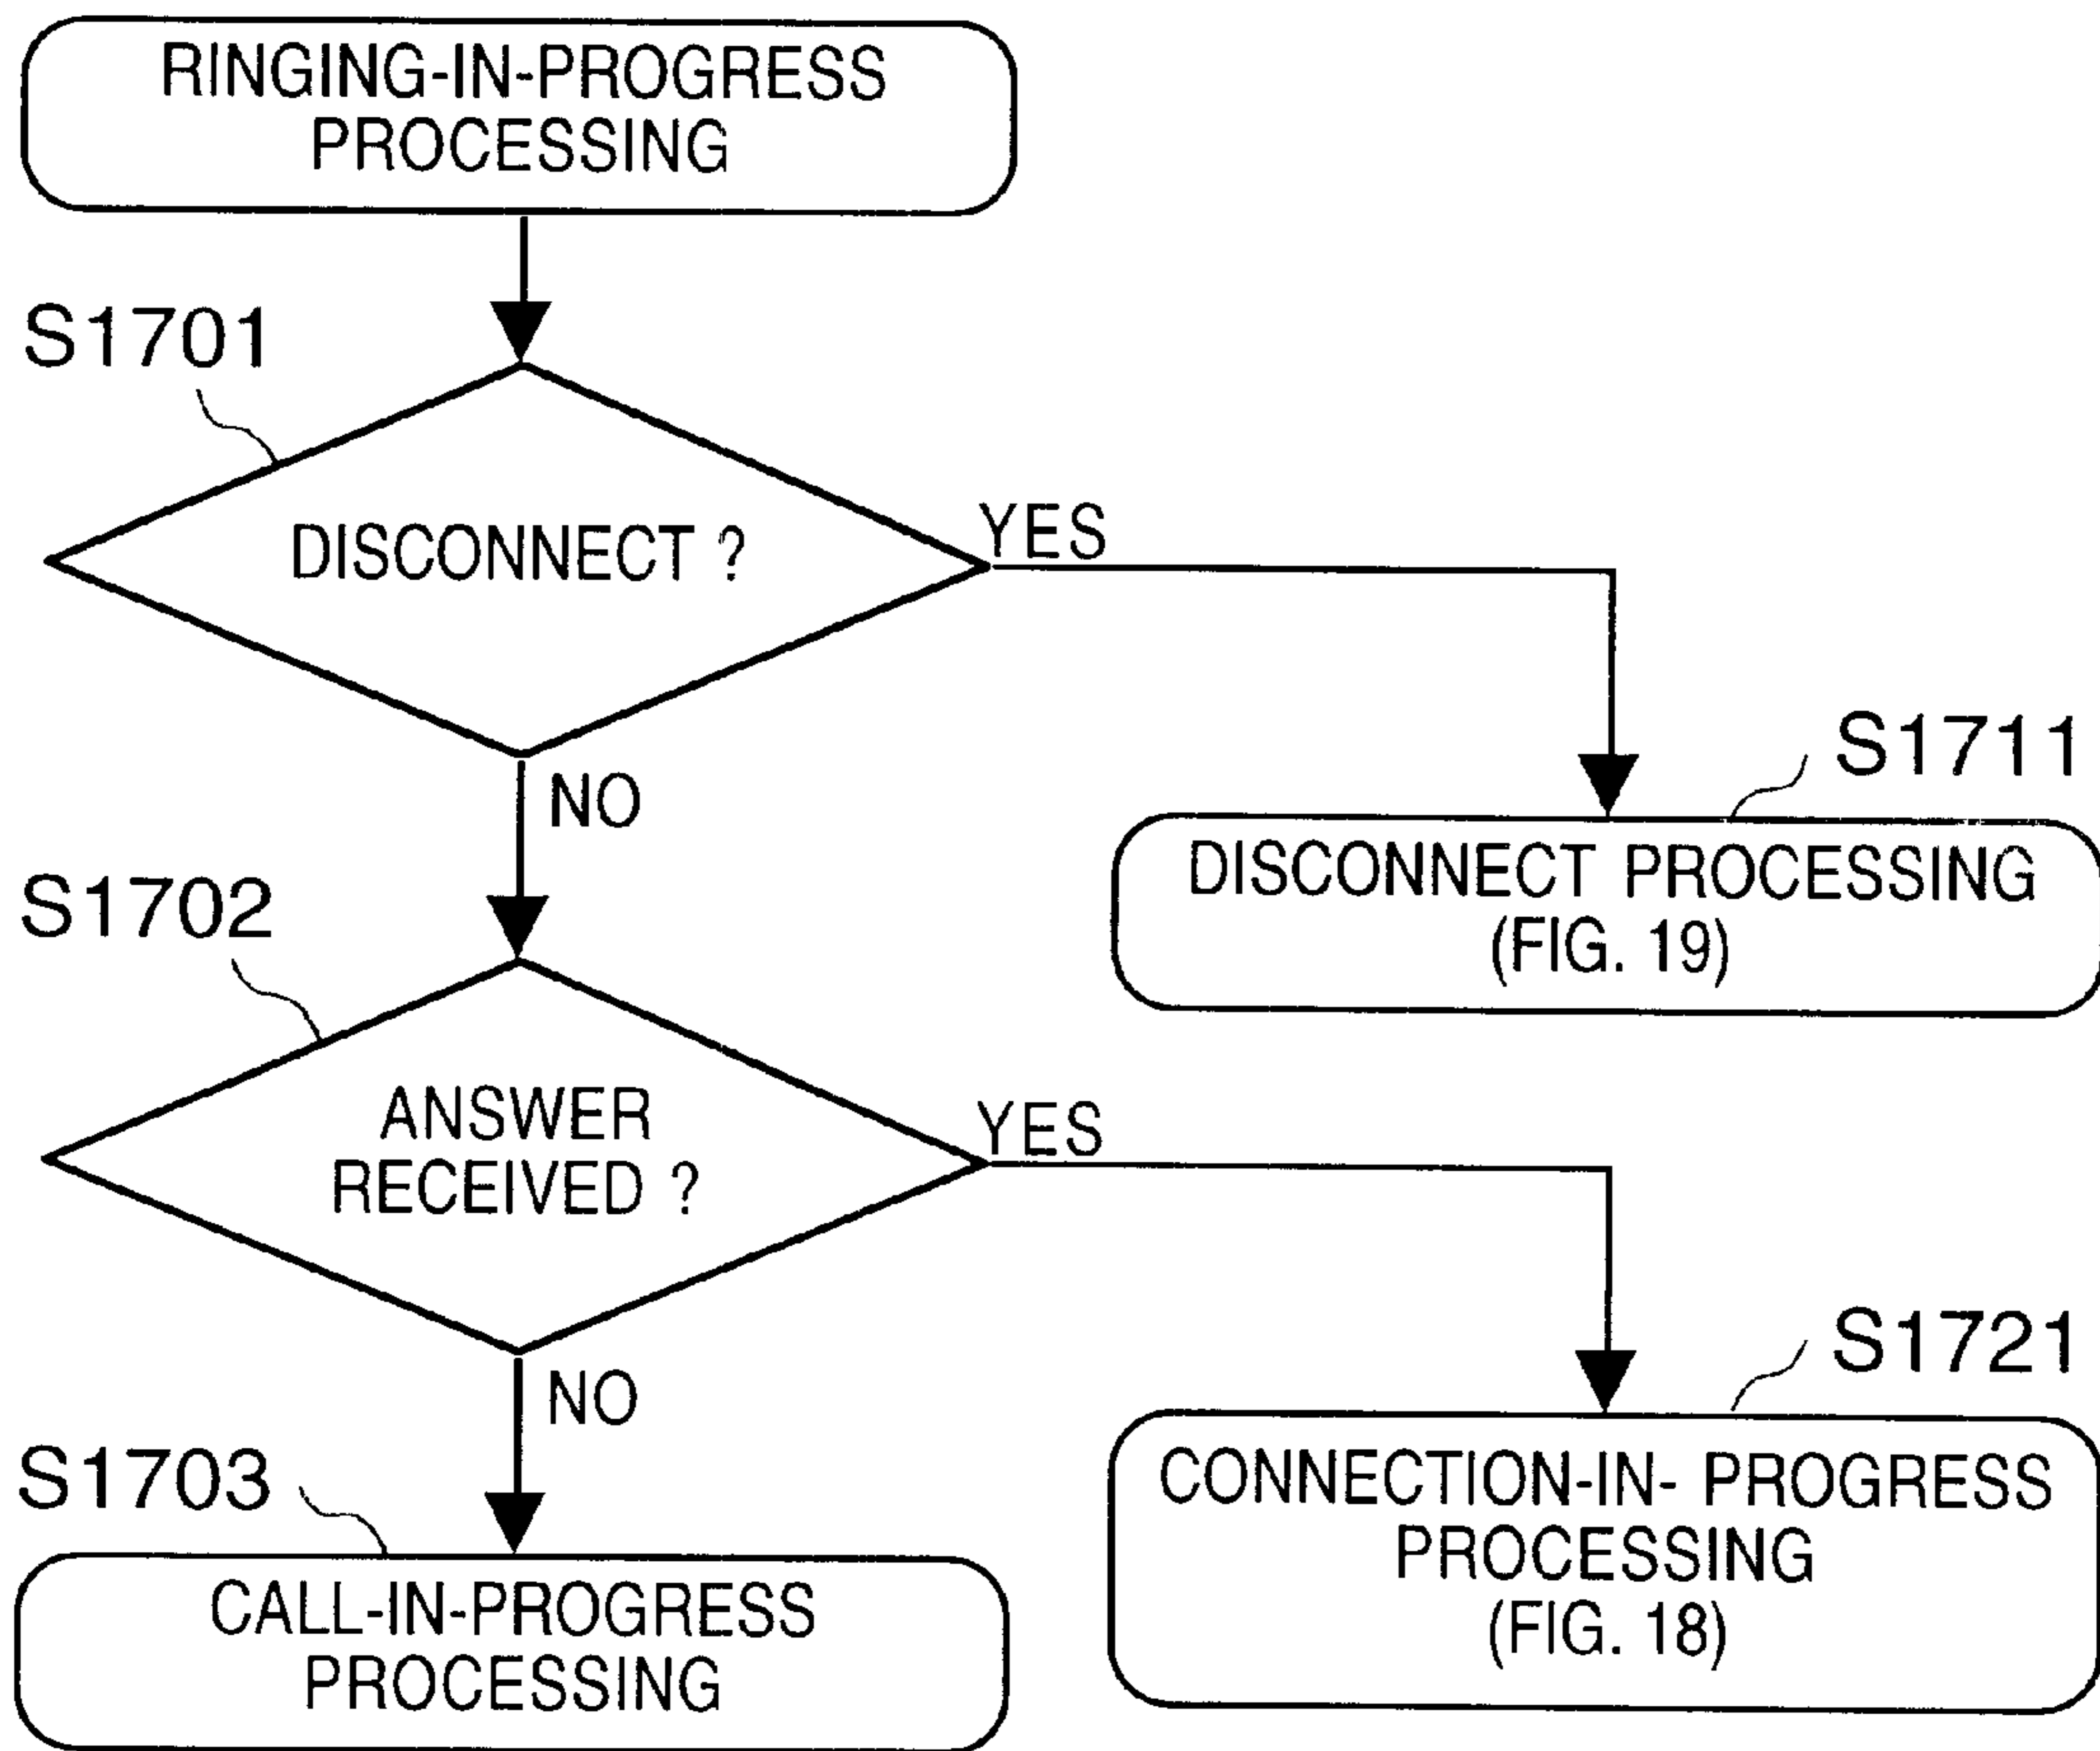 RINGING-IN-PROGRESS
PROCESSING
S1701
DISCONNECT ?
YES
NO
S1711
DISCONNECT PROCESSING
(FIG. 19)
S1702
ANSWER
RECEIVED ?
YES
NO
S1721
CONNECTION-IN- PROGRESS
PROCESSING
(FIG. 18)
S1703
CALL-IN-PROGRESS
PROCESSING